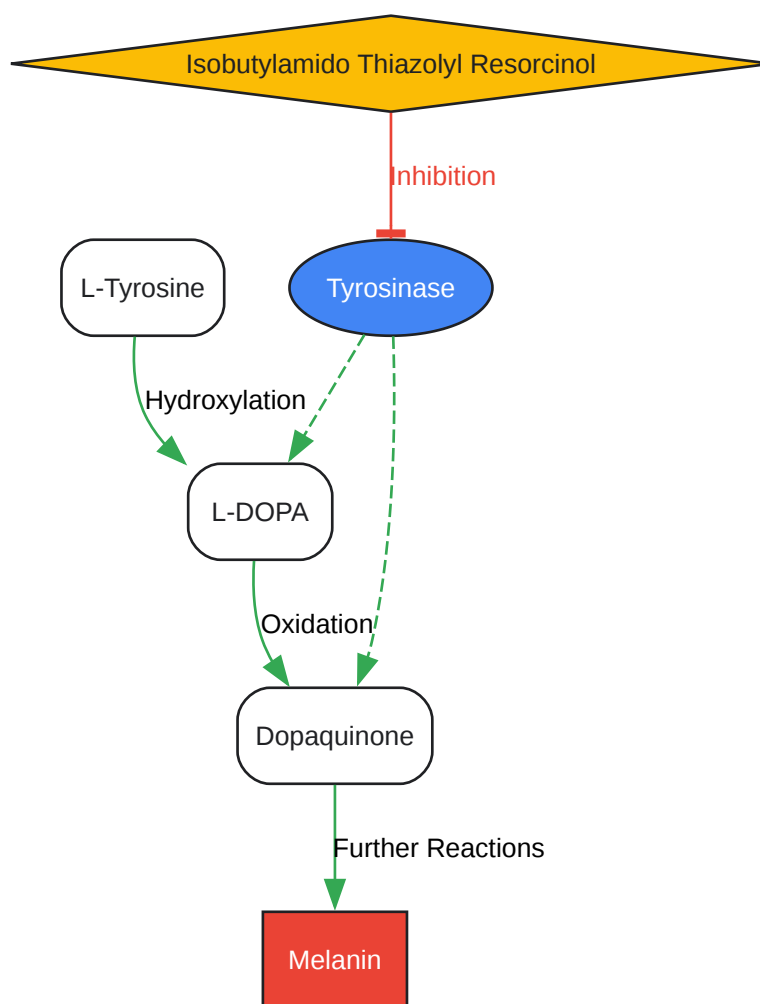 Isobutylamido Thiazolyl Resorcinol
Inhibition
L-Tyrosine
Tyrosinase
Hydroxylation
L-DOPA
Oxidation
Dopaquinone
Further Reactions
Melanin